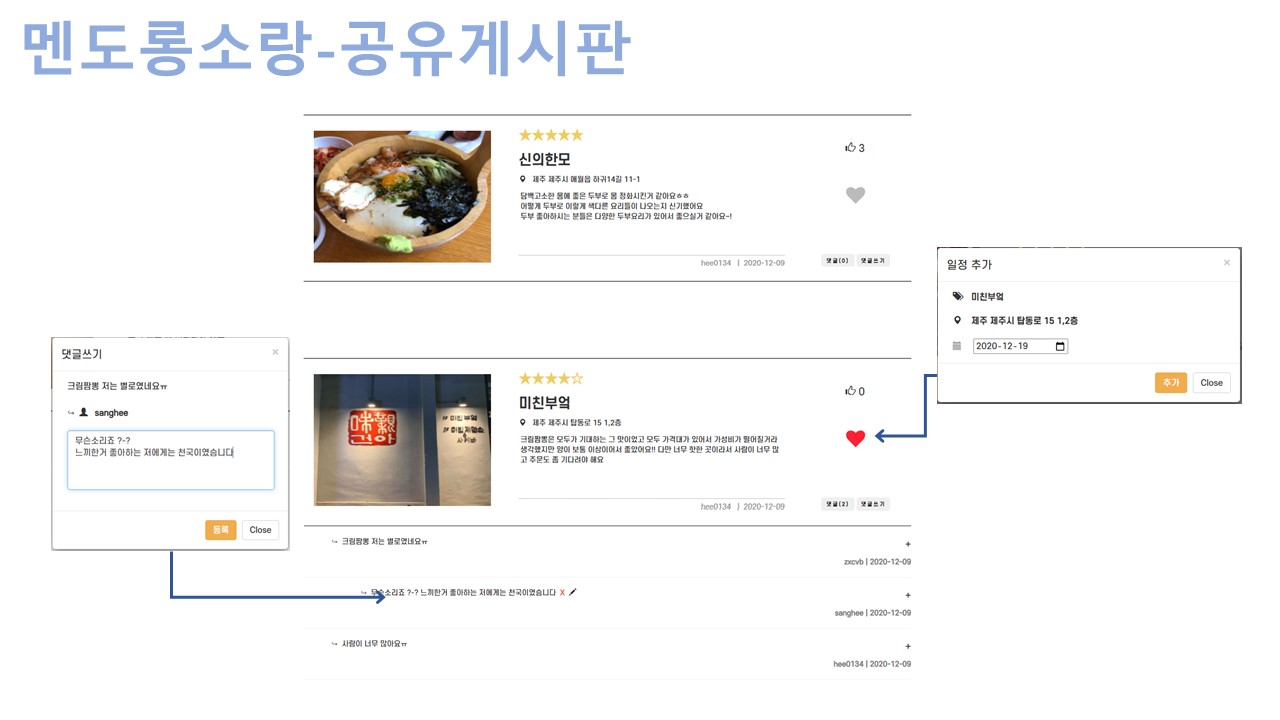 멘도롱소랑-공유게시판
★★★★★
신의한모
제주 제주시 애월읍 하귀14길 11-1
담백고소한 몸에 좋은 두부로 몸 정화시킨거 같아요ㅎㅎ
어떻게 두부로 이렇게 색다른 요리들이 나오는지 신기했어요
두부 좋아하시는 분들은 다양한 두부요리가 있어서 좋으실거 같아요~!
3
hee0134 | 2020-12-09
댓글(0) 댓글쓰기
일정 추가 ×
미친부엌
제주 제주시 탑동로 15 1,2층
2020-12-19
추가 Close
댓글쓰기 ×
크림짬뽕 저는 별로였네요ㅠ
sanghee
무슨소리죠 ?-?
느끼한거 좋아하는 저에게는 천국이였습니다
등록 Close
★★★★☆
미친부엌
제주 제주시 탑동로 15 1,2층
크림짬뽕은 모두가 기대하는 그 맛이었고 모두 가격대가 있어서 가성비가 떨어질거라
생각했지만 양이 보통 이상이어서 좋았어요!! 다만 너무 핫한 곳이라서 사람이 너무 많
고 주문도 좀 기다려야 해요
0
hee0134 | 2020-12-09
댓글(2) 댓글쓰기
크림짬뽕 저는 별로였네요ㅠ +
zxcvb | 2020-12-09
무슨소리죠 ?-? 느끼한거 좋아하는 저에게는 천국이였습니다 X +
sanghee | 2020-12-09
사람이 너무 많아요ㅠ +
hee0134 | 2020-12-09